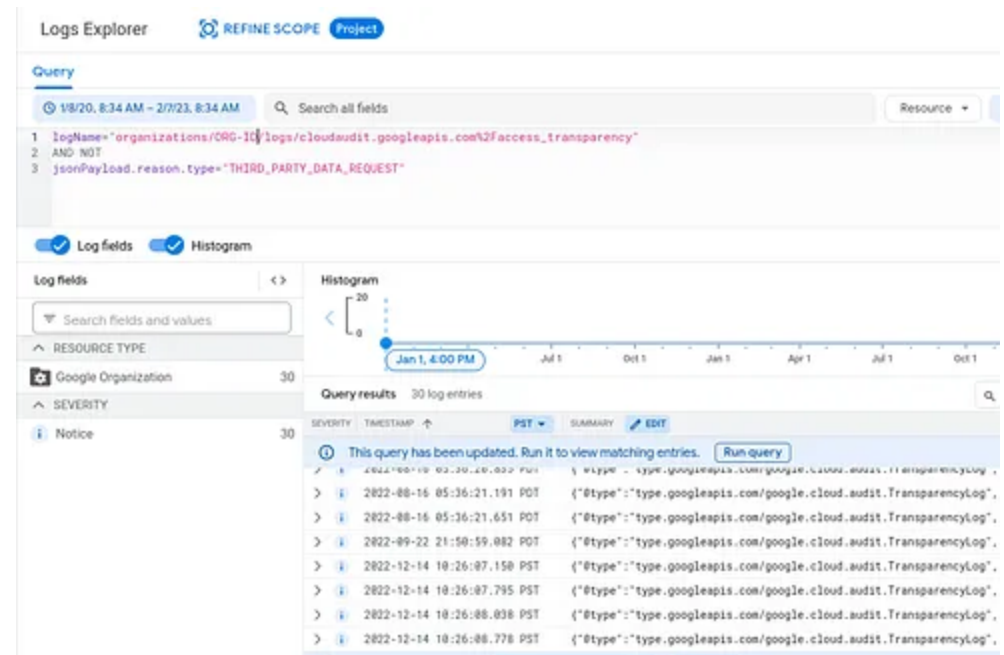 Logs Explorer REFINE SCOPE Project
Query
1/8/20, 8:34 AM – 2/7/23, 8:34 AM Search all fields Resource
1 logName="organizations/ORG-ID/logs/cloudaudit.googleapis.com%2Faccess_transparency"
2 AND NOT
3 jsonPayload.reason.type="THIRD_PARTY_DATA_REQUEST"
Log fields Histogram
Log fields <> Histogram
20
Search fields and values
0
RESOURCE TYPE
Jan 1, 4:00 PM Jul 1 Oct 1 Jan 1 Apr 1 Jul 1 Oct 1
Google Organization 30
Query results 30 log entries
SEVERITY
SEVERITY TIMESTAMP PST SUMMARY EDIT
Notice 30
This query has been updated. Run it to view matching entries. Run query
{"@type":"type.googleapis.com/google.cloud.audit.TransparencyLog",
2022-08-16 05:36:21.191 PDT {"@type":"type.googleapis.com/google.cloud.audit.TransparencyLog",
2022-08-16 05:36:21.651 PDT {"@type":"type.googleapis.com/google.cloud.audit.TransparencyLog",
2022-09-22 21:50:59.082 PDT {"@type":"type.googleapis.com/google.cloud.audit.TransparencyLog",
2022-12-14 10:26:07.150 PST {"@type":"type.googleapis.com/google.cloud.audit.TransparencyLog",
2022-12-14 10:26:07.795 PST {"@type":"type.googleapis.com/google.cloud.audit.TransparencyLog",
2022-12-14 10:26:08.038 PST {"@type":"type.googleapis.com/google.cloud.audit.TransparencyLog",
2022-12-14 10:26:08.778 PST {"@type":"type.googleapis.com/google.cloud.audit.TransparencyLog",